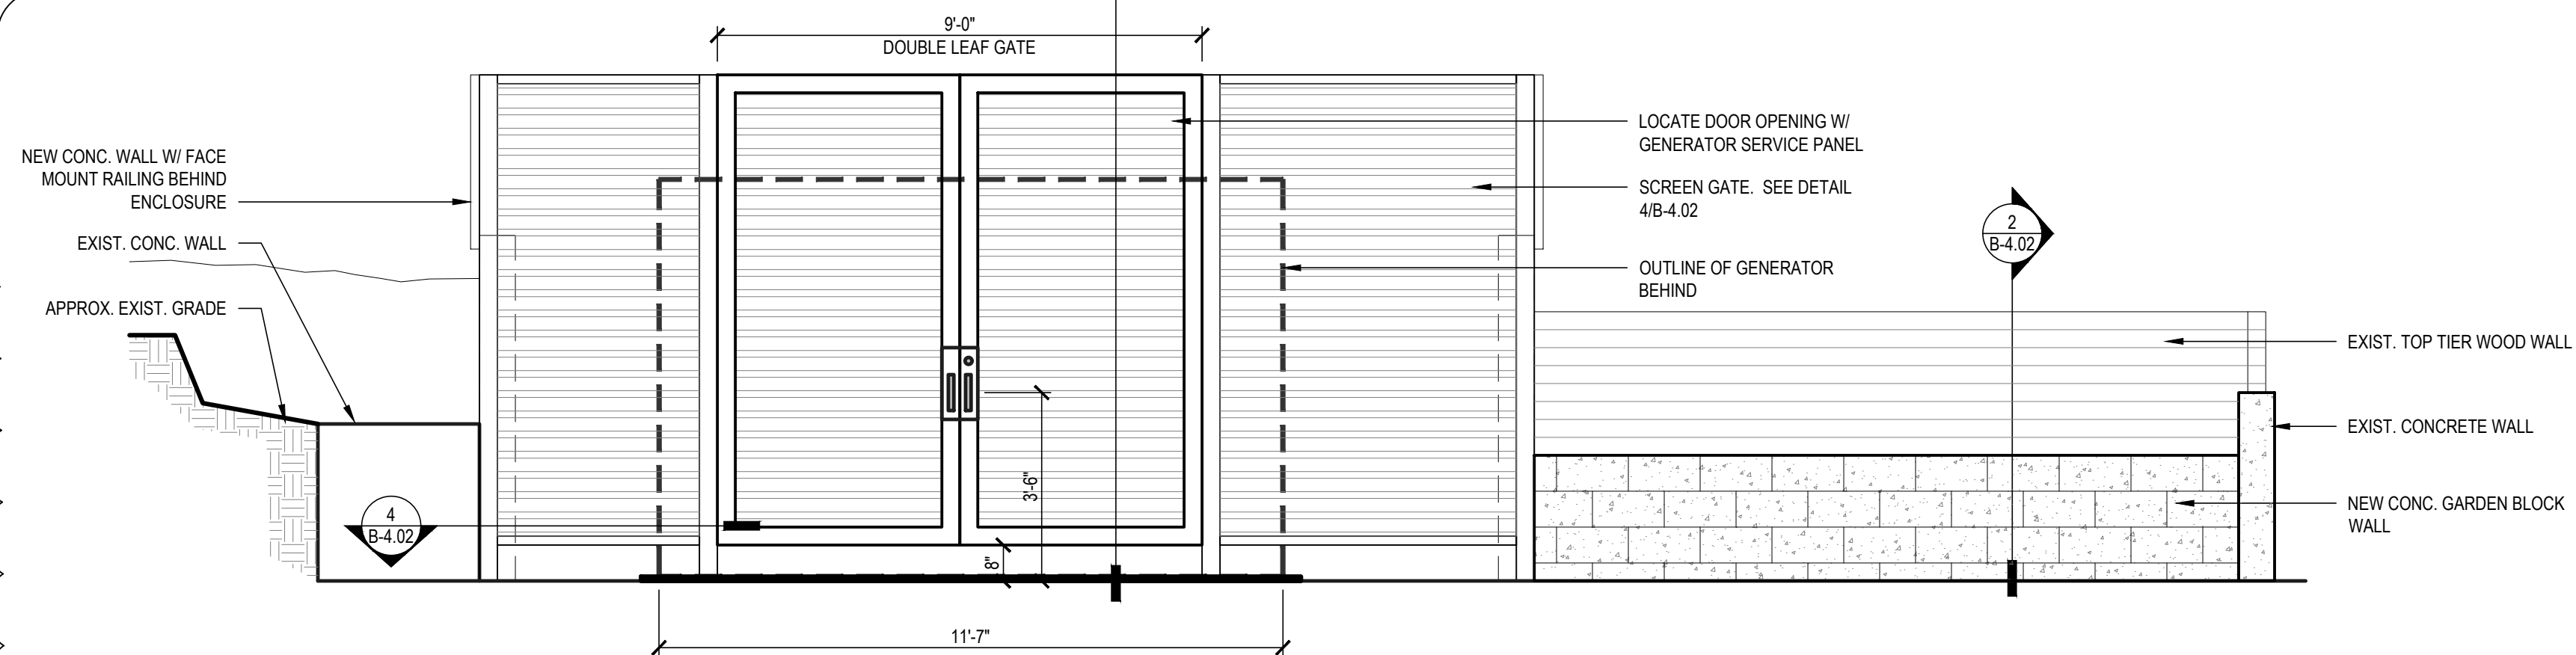 9'-0"
DOUBLE LEAF GATE
NEW CONC. WALL W/ FACE
MOUNT RAILING BEHIND
ENCLOSURE
EXIST. CONC. WALL
APPROX. EXIST. GRADE
4
B-4.02
LOCATE DOOR OPENING W/
GENERATOR SERVICE PANEL
SCREEN GATE.  SEE DETAIL
4/B-4.02
OUTLINE OF GENERATOR
BEHIND
2
B-4.02
EXIST. TOP TIER WOOD WALL
EXIST. CONCRETE WALL
NEW CONC. GARDEN BLOCK
WALL
3'-6"
8"
11'-7"